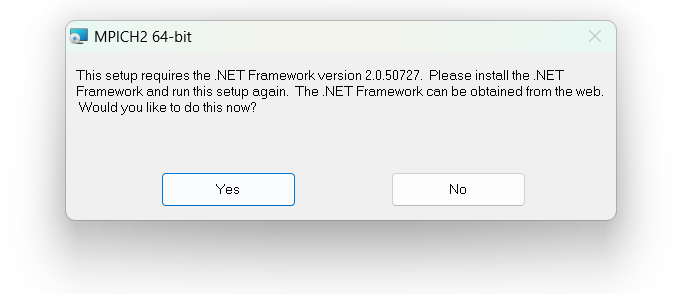 MPICH2 64-bit
This setup requires the .NET Framework version 2.0.50727.  Please install the .NET
Framework and run this setup again.  The .NET Framework can be obtained from the web.
Would you like to do this now?
Yes
No